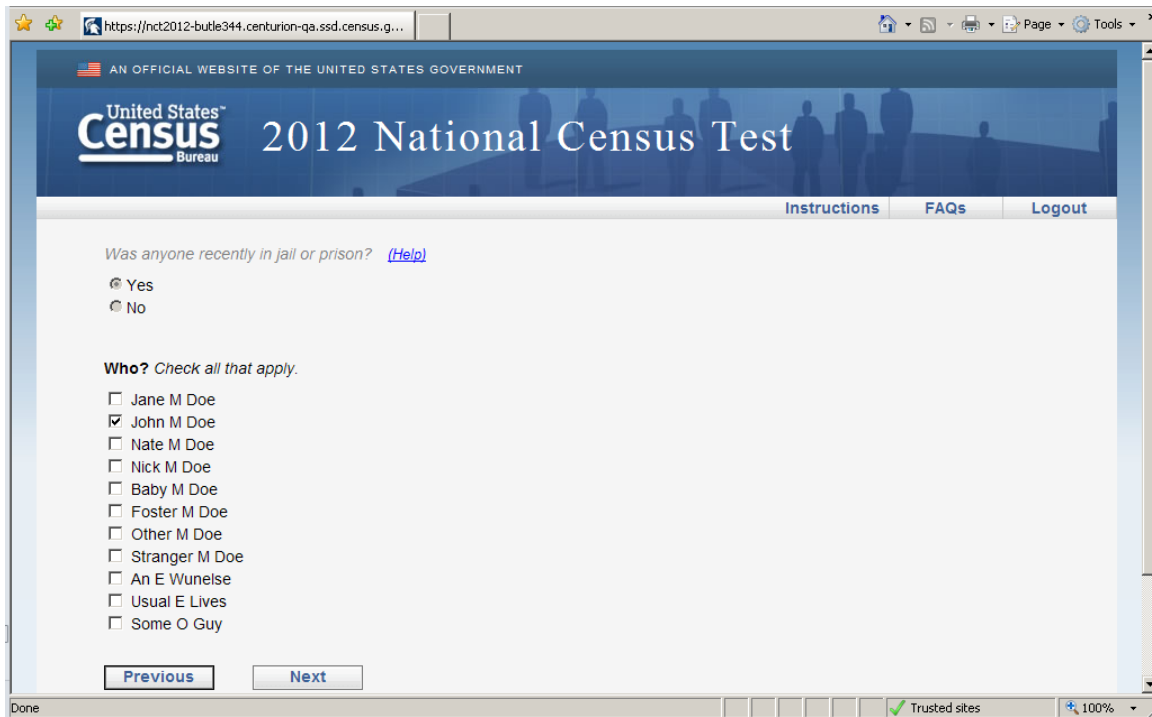 https://nct2012-butle344.centurion-qa.ssd.census.g...
Page
Tools
AN OFFICIAL WEBSITE OF THE UNITED STATES GOVERNMENT
United States™
Census
Bureau
2012 National Census Test
Instructions FAQs Logout
Was anyone recently in jail or prison? (Help)
Yes
No
Who? Check all that apply.
Jane M Doe
John M Doe
Nate M Doe
Nick M Doe
Baby M Doe
Foster M Doe
Other M Doe
Stranger M Doe
An E Wunelse
Usual E Lives
Some O Guy
Previous Next
Done Trusted sites 100%